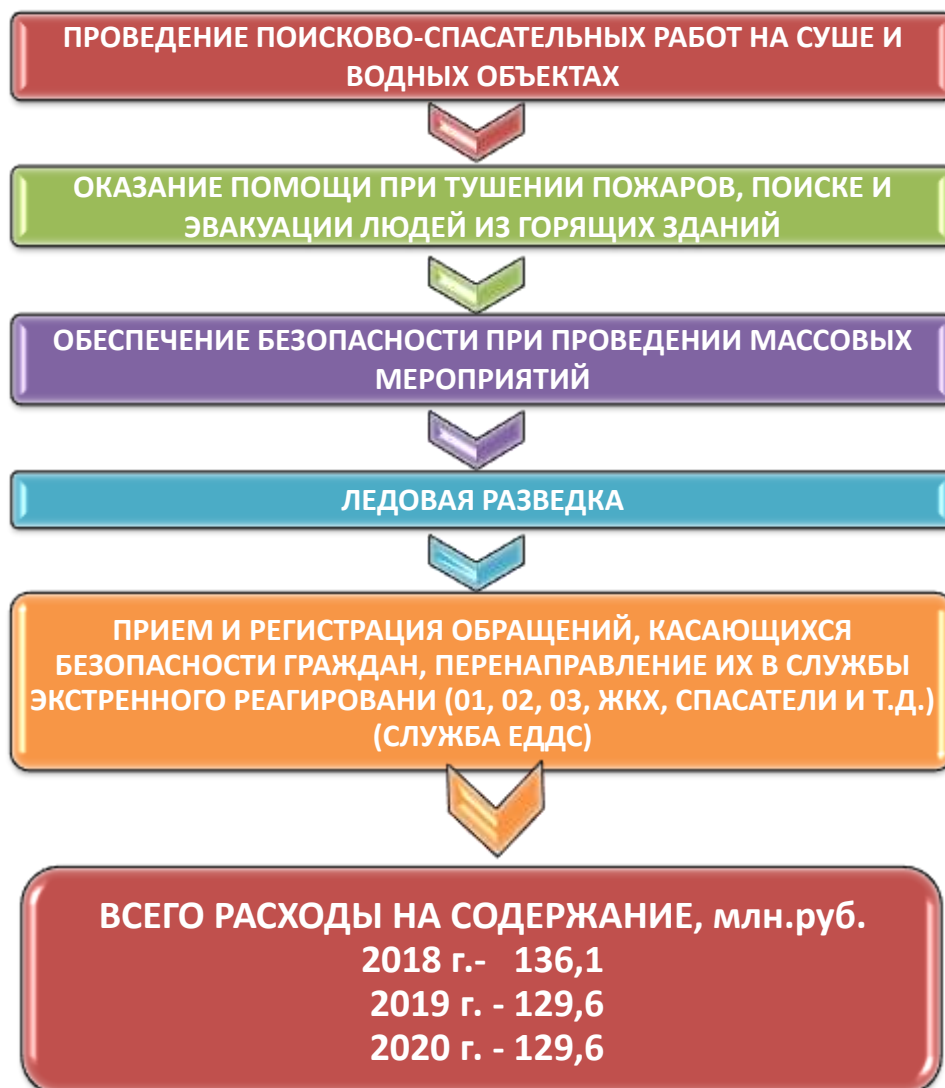 ПРОВЕДЕНИЕ ПОИСКОВО-СПАСАТЕЛЬНЫХ РАБОТ НА СУШЕ И
ВОДНЫХ ОБЪЕКТАХ
ОКАЗАНИЕ ПОМОЩИ ПРИ ТУШЕНИИ ПОЖАРОВ, ПОИСКЕ И
ЭВАКУАЦИИ ЛЮДЕЙ ИЗ ГОРЯЩИХ ЗДАНИЙ
ОБЕСПЕЧЕНИЕ БЕЗОПАСНОСТИ ПРИ ПРОВЕДЕНИИ МАССОВЫХ
МЕРОПРИЯТИЙ
ЛЕДОВАЯ РАЗВЕДКА
ПРИЕМ И РЕГИСТРАЦИЯ ОБРАЩЕНИЙ, КАСАЮЩИХСЯ
БЕЗОПАСНОСТИ ГРАЖДАН, ПЕРЕНАПРАВЛЕНИЕ ИХ В СЛУЖБЫ
ЭКСТРЕННОГО РЕАГИРОВАНИ (01, 02, 03, ЖКХ, СПАСАТЕЛИ И Т.Д.)
(СЛУЖБА ЕДДС)
ВСЕГО РАСХОДЫ НА СОДЕРЖАНИЕ, млн.руб.
2018 г.- 136,1
2019 г. - 129,6
2020 г. - 129,6